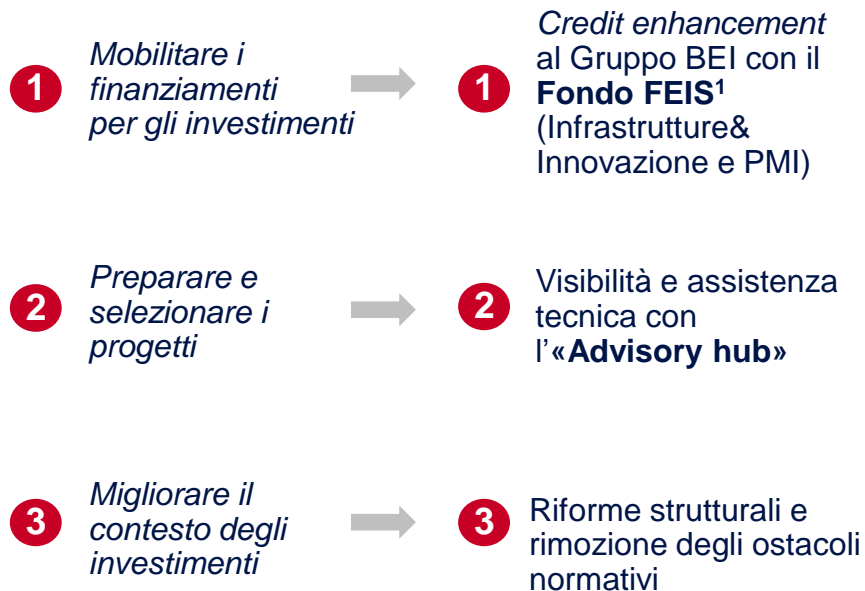 1
Mobilitare i
finanziamenti
per gli investimenti
1
Credit enhancement
al Gruppo BEI con il
Fondo FEIS¹
(Infrastrutture&
Innovazione e PMI)
2
Preparare e
selezionare i
progetti
2
Visibilità e assistenza
tecnica con
l’«Advisory hub»
3
Migliorare il
contesto degli
investimenti
3
Riforme strutturali e
rimozione degli ostacoli
normativi